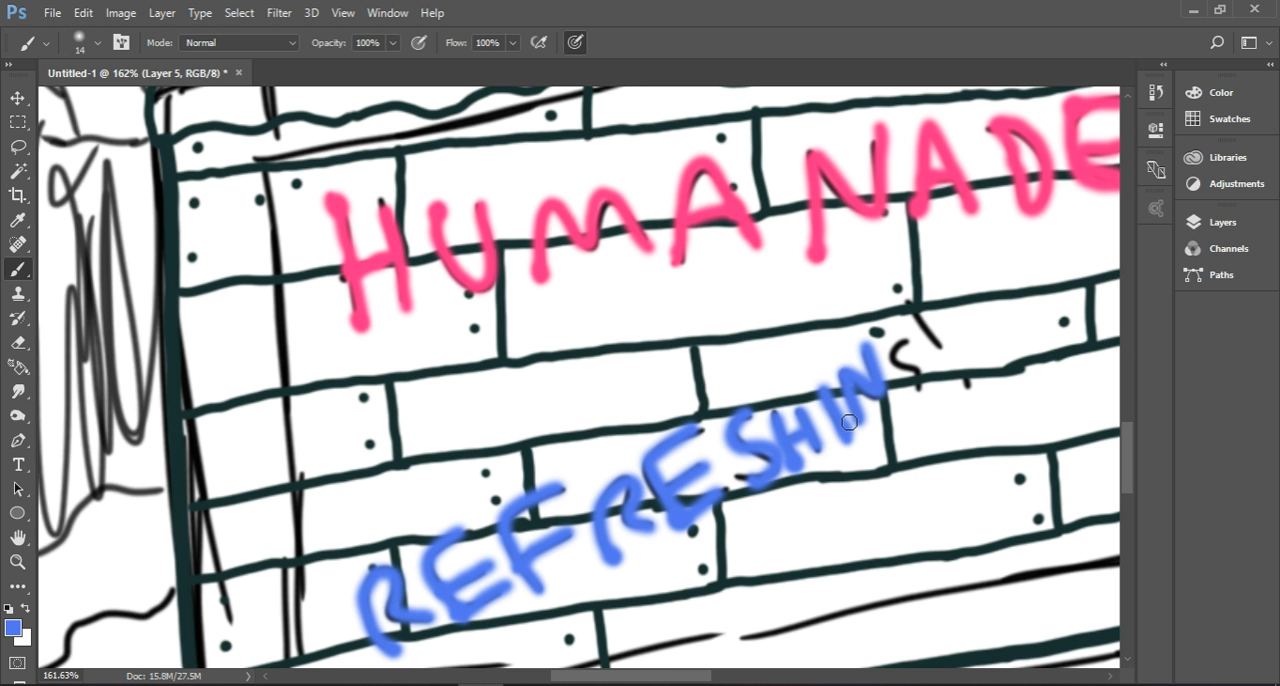 Ps File Edit Image Layer Type Select Filter 3D View Window Help
14 Mode: Normal Opacity: 100% Flow: 100%
Untitled-1 @ 162% (Layer 5, RGB/8) * ×
Color
Swatches
Libraries
Adjustments
Layers
Channels
Paths
HUMANADE
REFRESHIN
161.63% Doc: 15.8M/27.5M